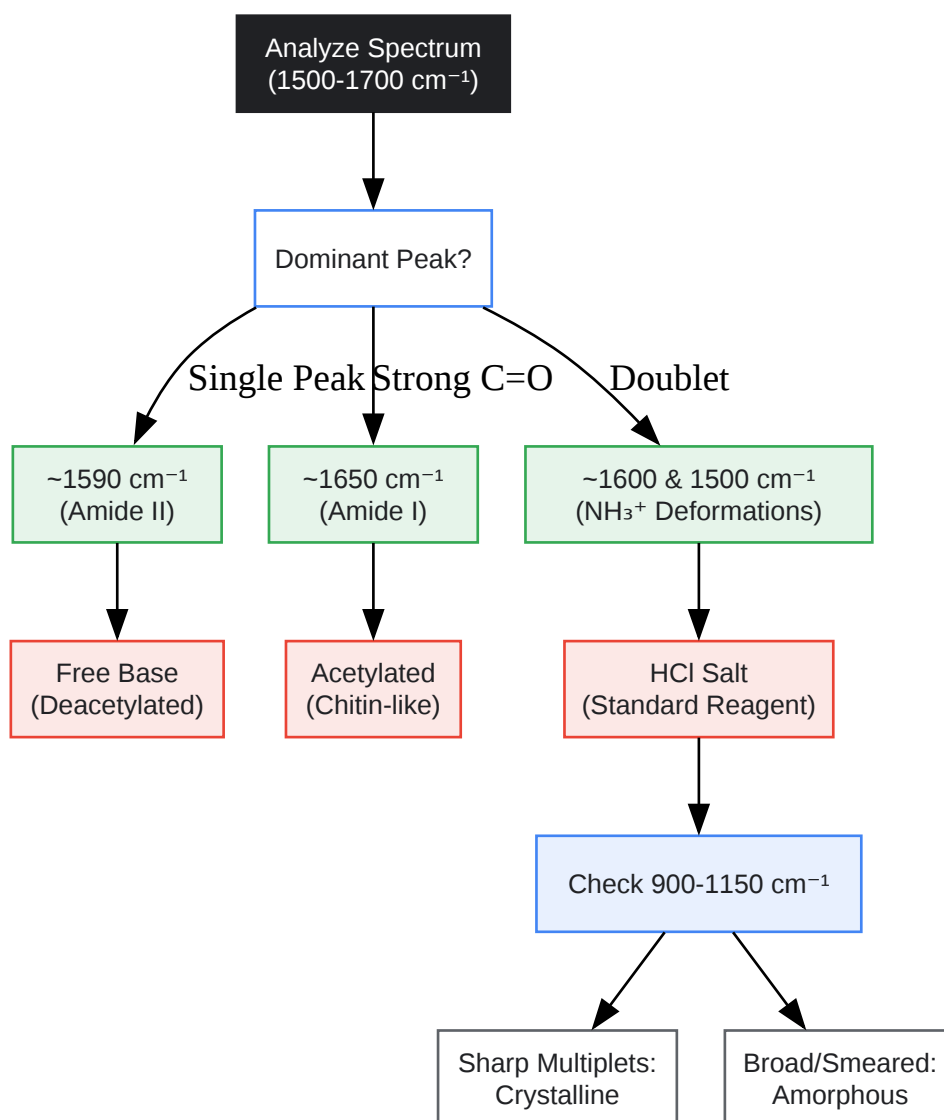 Analyze Spectrum
(1500-1700 cm⁻¹)
Dominant Peak?
Single Peak
Strong C=O
Doublet
~1590 cm⁻¹
(Amide II)
~1650 cm⁻¹
(Amide I)
~1600 & 1500 cm⁻¹
(NH₃⁺ Deformations)
Free Base
(Deacetylated)
Acetylated
(Chitin-like)
HCl Salt
(Standard Reagent)
Check 900-1150 cm⁻¹
Sharp Multiplets:
Crystalline
Broad/Smeared:
Amorphous